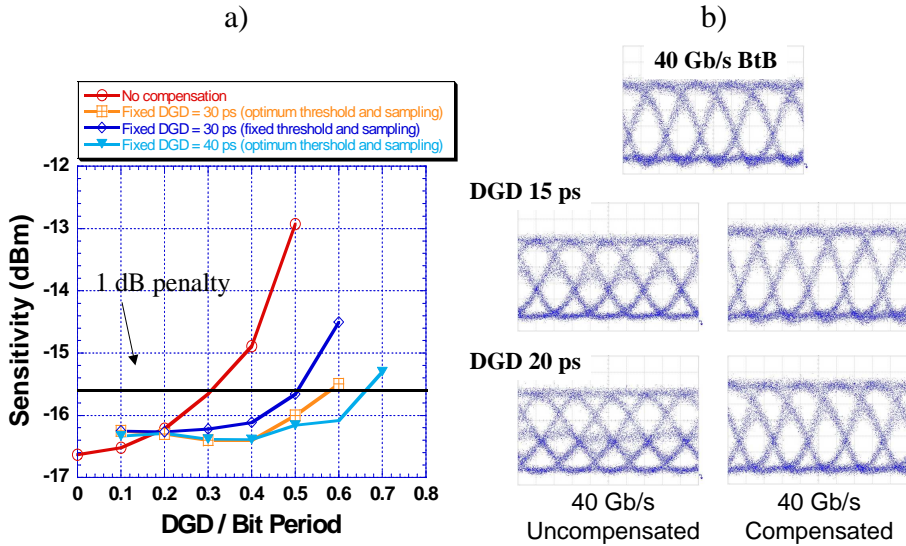 a)
b)
No compensation
Fixed DGD = 30 ps (optimum threshold and sampling)
Fixed DGD = 30 ps (fixed threshold and sampling)
Fixed DGD = 40 ps (optimum thershold and sampling)
-12
-13
-14
-15
-16
-17
Sensitivity (dBm)
1 dB penalty
0 0.1 0.2 0.3 0.4 0.5 0.6 0.7 0.8
DGD / Bit Period
40 Gb/s BtB
DGD 15 ps
DGD 20 ps
40 Gb/s
Uncompensated
40 Gb/s
Compensated